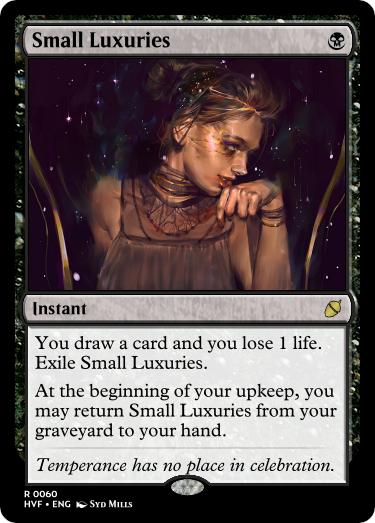 Small Luxuries
Instant
You draw a card and you lose 1 life.
Exile Small Luxuries.
At the beginning of your upkeep, you
may return Small Luxuries from your
graveyard to your hand.
Temperance has no place in celebration.
R 0060
HVF • ENG Syd Mills